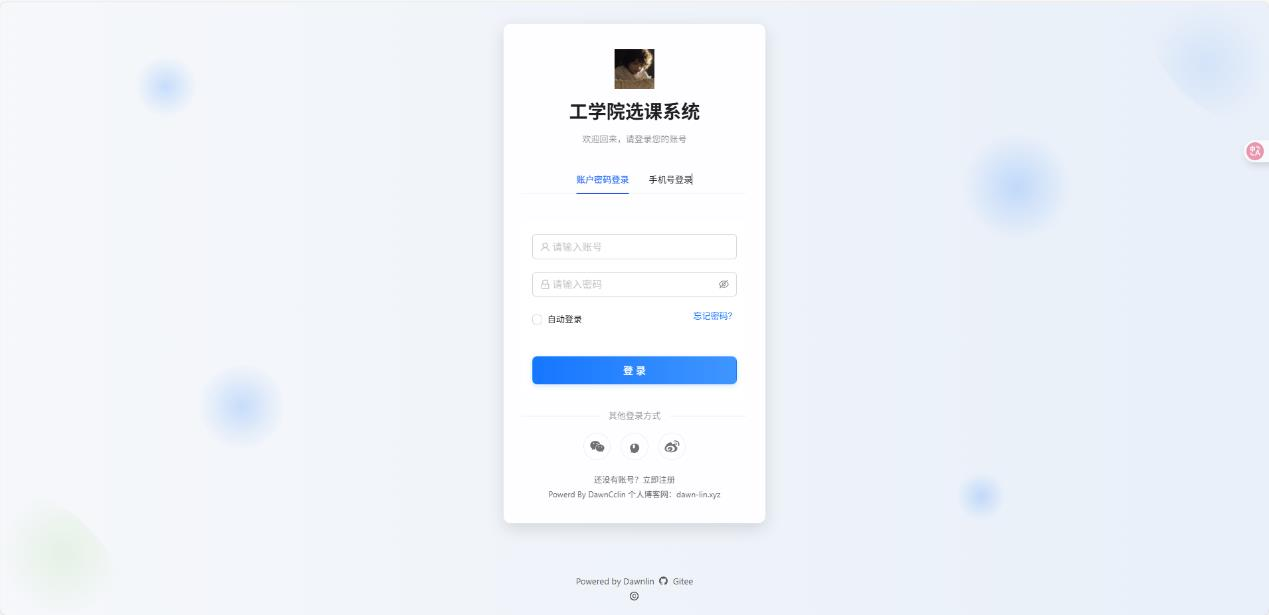 工学院选课系统
欢迎回来，请登录您的账号
账户密码登录 手机号登录
请输入账号
请输入密码
自动登录 忘记密码?
登 录
其他登录方式
还没有账号？立即注册
Powerd By DawnCclin 个人博客网：dawn-lin.xyz
Powered by Dawnlin Gitee
©